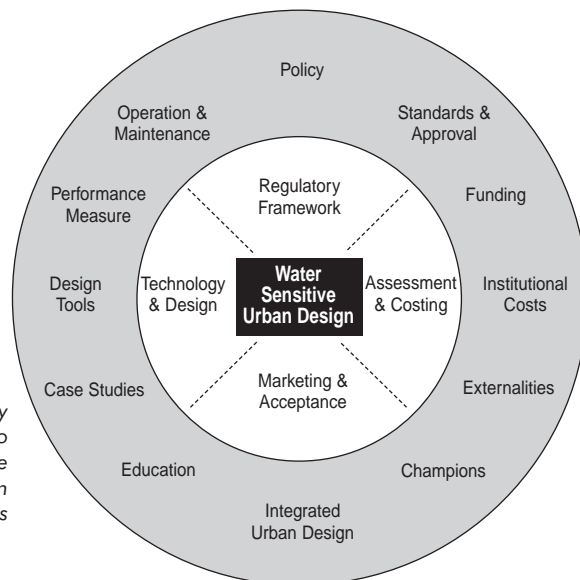 Policy
Operation &
Maintenance
Standards &
Approval
Performance
Measure
Regulatory
Framework
Funding
Design
Tools
Technology
& Design
Water
Sensitive
Urban Design
Assessment
& Costing
Institutional
Costs
Case Studies
Marketing &
Acceptance
Externalities
Education
Champions
Integrated
Urban Design